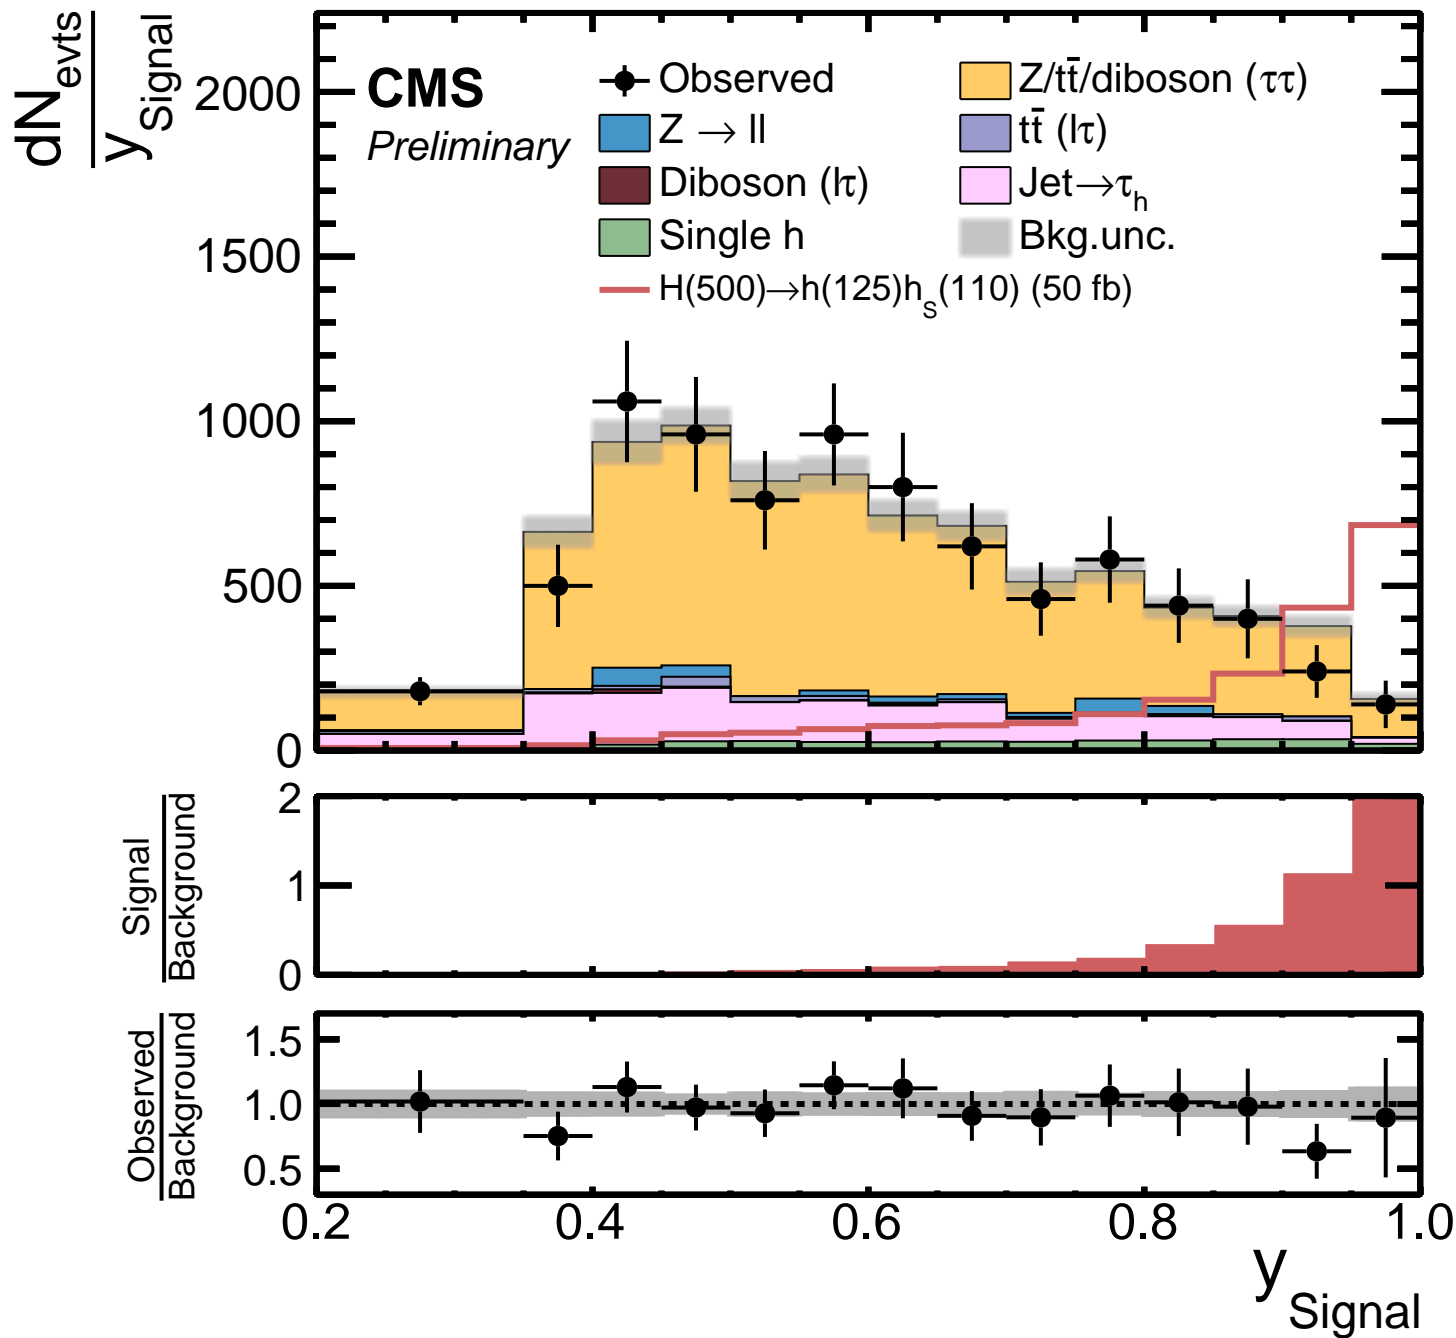 dN_evts
y_Signal
CMS
Preliminary
Observed
Z/tt̄/diboson (ττ)
Z → ll
tt̄ (lτ)
Diboson (lτ)
Jet→τ_h
Single h
Bkg.unc.
H(500)→h(125)h_S(110) (50 fb)
2000
1500
1000
500
0
Signal
Background
2
1
0
Observed
Background
1.5
1.0
0.5
0.2 0.4 0.6 0.8 1.0
y_Signal